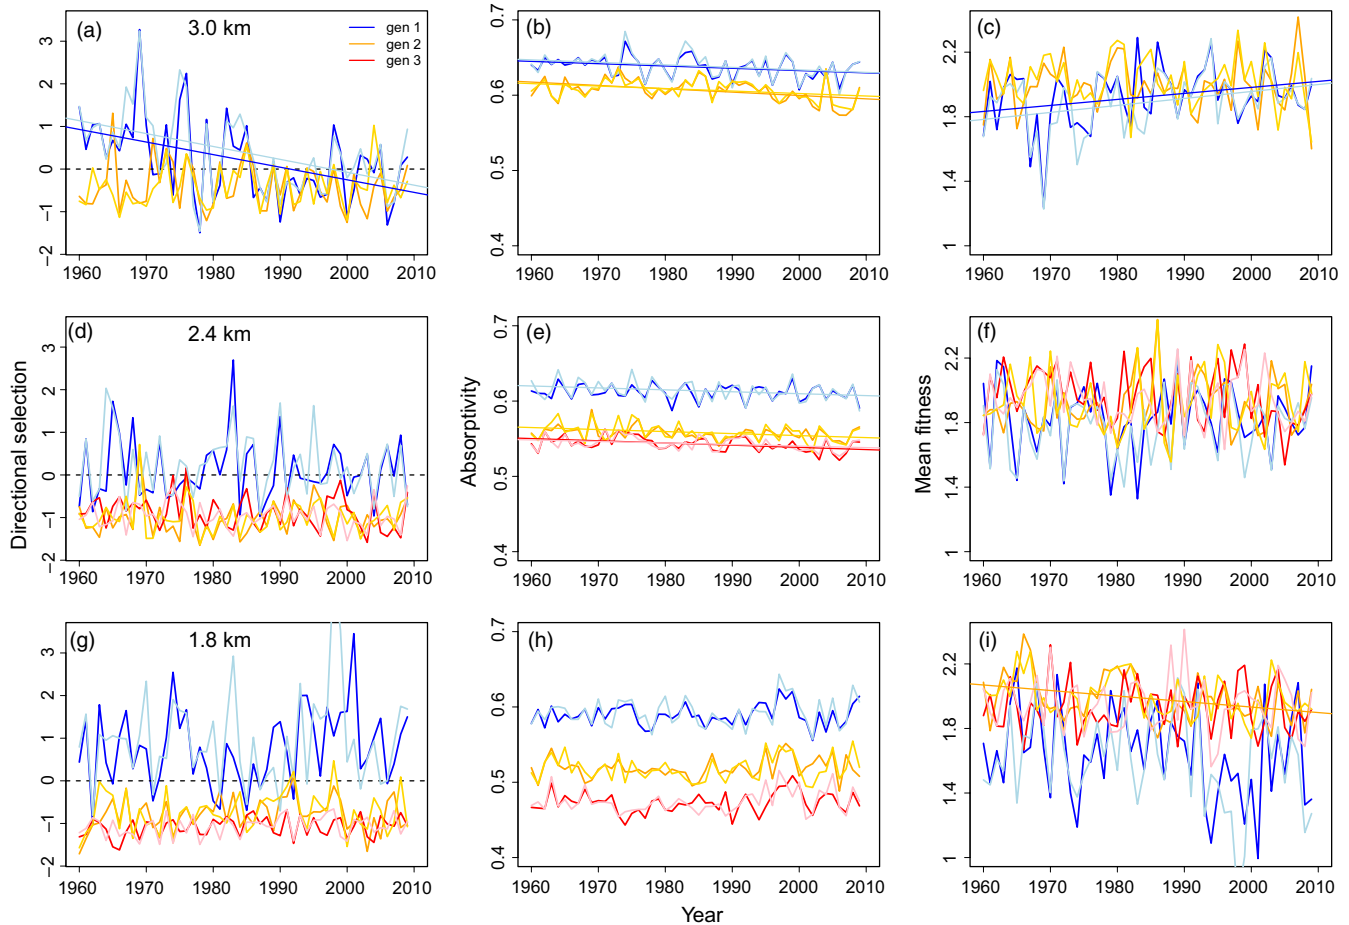 (a)
3.0 km
gen 1
gen 2
gen 3
3
2
1
0
−1
−2
1960 1970 1980 1990 2000 2010
(b)
0.7
0.6
0.5
0.4
1960 1970 1980 1990 2000 2010
(c)
2.2
1.8
1.4
1
1960 1970 1980 1990 2000 2010
Directional selection
(d)
2.4 km
3
2
1
0
−1
−2
1960 1970 1980 1990 2000 2010
Absorptivity
(e)
0.7
0.6
0.5
0.4
1960 1970 1980 1990 2000 2010
Mean fitness
(f)
2.2
1.8
1.4
1
1960 1970 1980 1990 2000 2010
(g)
1.8 km
3
2
1
0
−1
−2
1960 1970 1980 1990 2000 2010
(h)
0.7
0.6
0.5
0.4
1960 1970 1980 1990 2000 2010
(i)
2.2
1.8
1.4
1
1960 1970 1980 1990 2000 2010
Year